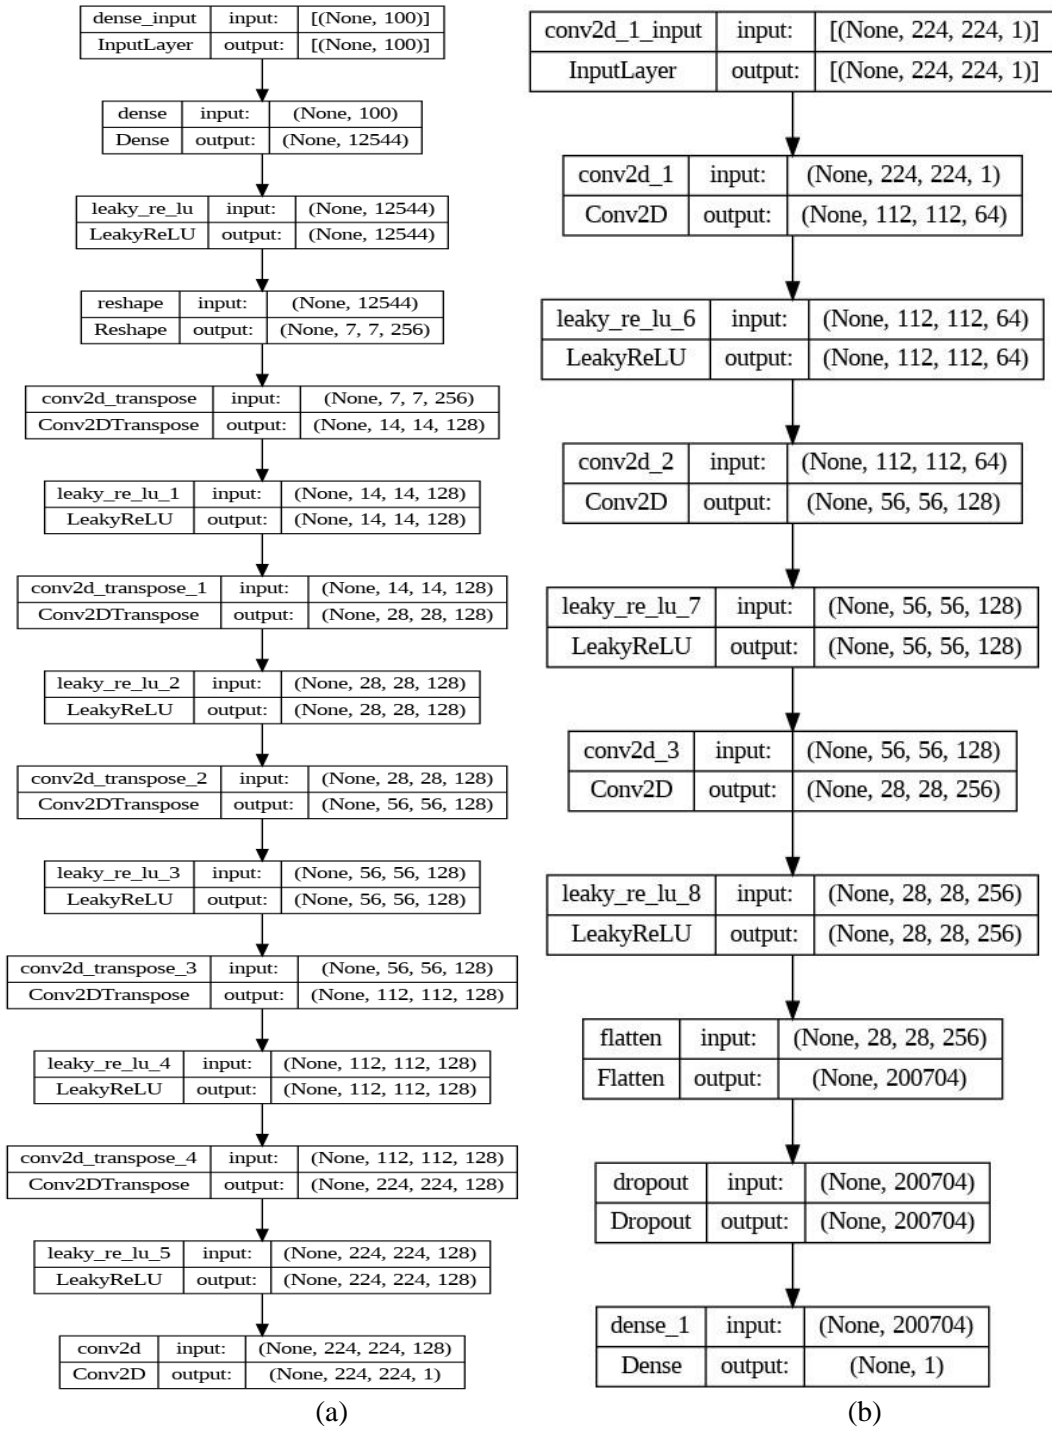 dense_input input: [(None, 100)]
InputLayer output: [(None, 100)]
dense input: (None, 100)
Dense output: (None, 12544)
leaky_re_lu input: (None, 12544)
LeakyReLU output: (None, 12544)
reshape input: (None, 12544)
Reshape output: (None, 7, 7, 256)
conv2d_transpose input: (None, 7, 7, 256)
Conv2DTranspose output: (None, 14, 14, 128)
leaky_re_lu_1 input: (None, 14, 14, 128)
LeakyReLU output: (None, 14, 14, 128)
conv2d_transpose_1 input: (None, 14, 14, 128)
Conv2DTranspose output: (None, 28, 28, 128)
leaky_re_lu_2 input: (None, 28, 28, 128)
LeakyReLU output: (None, 28, 28, 128)
conv2d_transpose_2 input: (None, 28, 28, 128)
Conv2DTranspose output: (None, 56, 56, 128)
leaky_re_lu_3 input: (None, 56, 56, 128)
LeakyReLU output: (None, 56, 56, 128)
conv2d_transpose_3 input: (None, 56, 56, 128)
Conv2DTranspose output: (None, 112, 112, 128)
leaky_re_lu_4 input: (None, 112, 112, 128)
LeakyReLU output: (None, 112, 112, 128)
conv2d_transpose_4 input: (None, 112, 112, 128)
Conv2DTranspose output: (None, 224, 224, 128)
leaky_re_lu_5 input: (None, 224, 224, 128)
LeakyReLU output: (None, 224, 224, 128)
conv2d input: (None, 224, 224, 128)
Conv2D output: (None, 224, 224, 1)
(a)
conv2d_1_input input: [(None, 224, 224, 1)]
InputLayer output: [(None, 224, 224, 1)]
conv2d_1 input: (None, 224, 224, 1)
Conv2D output: (None, 112, 112, 64)
leaky_re_lu_6 input: (None, 112, 112, 64)
LeakyReLU output: (None, 112, 112, 64)
conv2d_2 input: (None, 112, 112, 64)
Conv2D output: (None, 56, 56, 128)
leaky_re_lu_7 input: (None, 56, 56, 128)
LeakyReLU output: (None, 56, 56, 128)
conv2d_3 input: (None, 56, 56, 128)
Conv2D output: (None, 28, 28, 256)
leaky_re_lu_8 input: (None, 28, 28, 256)
LeakyReLU output: (None, 28, 28, 256)
flatten input: (None, 28, 28, 256)
Flatten output: (None, 200704)
dropout input: (None, 200704)
Dropout output: (None, 200704)
dense_1 input: (None, 200704)
Dense output: (None, 1)
(b)